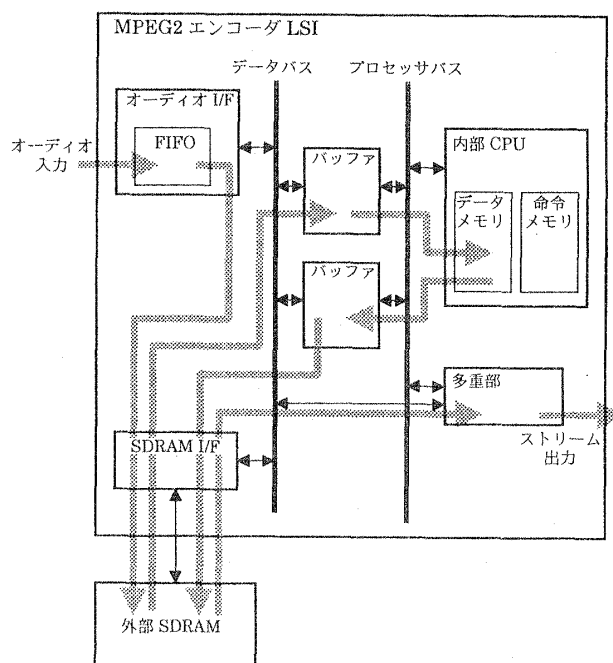 MPEG2 エンコーダ LSI
データバス プロセッサバス
オーディオ I/F
FIFO
オーディオ
入力
バッファ
内部 CPU
データ
メモリ
命令
メモリ
バッファ
多重部
ストリーム
出力
SDRAM I/F
外部 SDRAM